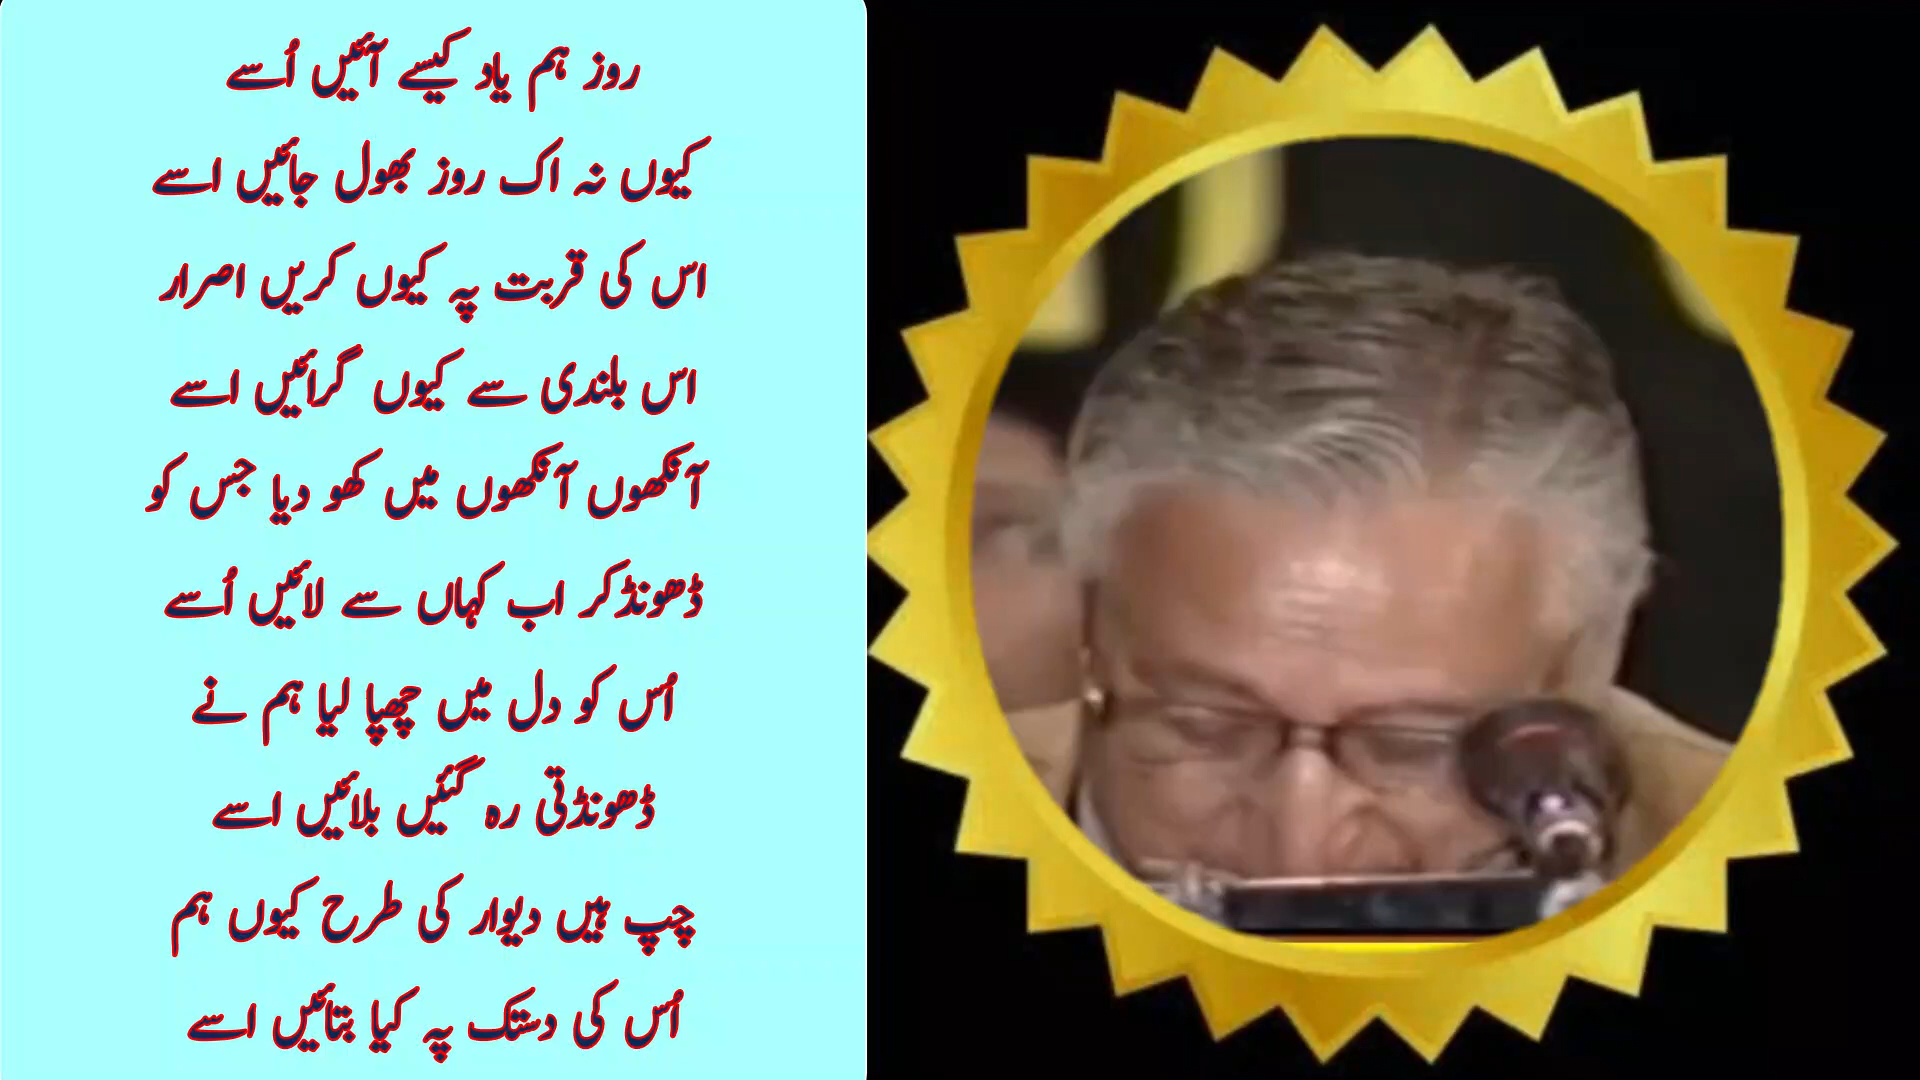 روز ہم یاد کیسے آئیں اُسے
کیوں نہ اک روز بھول جائیں اسے
اس کی قربت پہ کیوں کریں اصرار
اس بلندی سے کیوں گرائیں اسے
آنکھوں آنکھوں میں کھو دیا جس کو
ڈھونڈکر اب کہاں سے لائیں اُسے
اُس کو دل میں چھپا لیا ہم نے
ڈھونڈتی رہ گئیں بلائیں اسے
چپ ہیں دیوار کی طرح کیوں ہم
اُس کی دستک پہ کیا بتائیں اسے